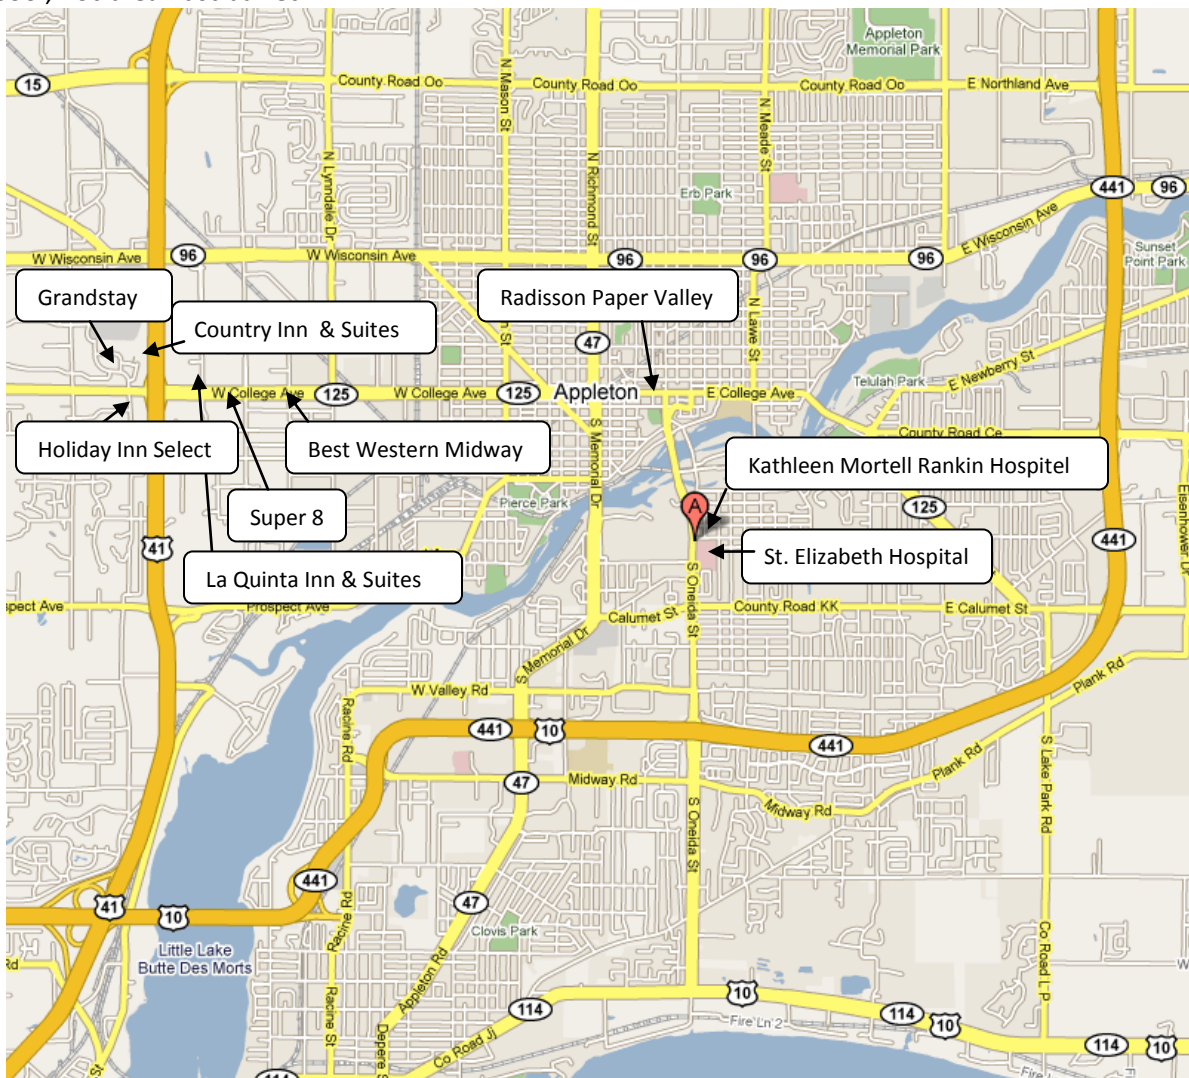 Appleton
Memorial Park
15
County Road Oo
County Road Oo
County Road Oo
E Northland Ave
N Mason St
N Meade St
N Lynndale Dr
N Richmond St
Erb Park
441
96
E Wisconsin Ave
W Wisconsin Ave
96
W Wisconsin Ave
96
96
96
Sunset
Point Park
Grandstay
Country Inn & Suites
Radisson Paper Valley
N Lawe St
47
W College Ave
125
W College Ave
125
Appleton
E College Ave
Telulah Park
E Newberry St
Holiday Inn Select
Best Western Midway
S Memorial Dr
County Road Ce
Kathleen Mortell Rankin Hospitel
Super 8
Pierce Park
A
125
Eisenhower Dr
41
441
St. Elizabeth Hospital
La Quinta Inn & Suites
S Oneida St
spect Ave
Prospect Ave
Calumet St
County Road KK
E Calumet St
S Memorial Dr
W Valley Rd
Racine Rd
Plank Rd
441
10
441
S Lake Park Rd
Plank Rd
47
Midway Rd
Midway Rd
S Oneida St
441
41
10
47
Racine Rd
Clovis Park
Little Lake
Butte Des Morts
Appleton Rd
Co Road L P
Rd
Racine St
Depere S
114
Co Road Jj
10
Fire Ln 2
114
10
114
10
114